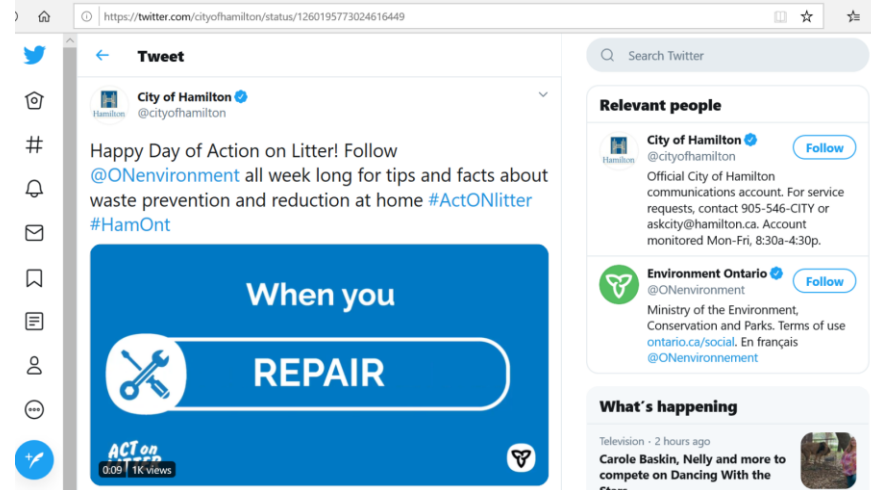 https://twitter.com/cityofhamilton/status/1260195773024616449
Tweet
City of Hamilton
@cityofhamilton
Hamilton
Happy Day of Action on Litter! Follow
@ONenvironment all week long for tips and facts about
waste prevention and reduction at home #ActONlitter
#HamOnt
When you
REPAIR
ACT on
LITTER
0:09 1K views
Search Twitter
Relevant people
City of Hamilton
@cityofhamilton
Hamilton
Follow
Official City of Hamilton
communications account. For service
requests, contact 905-546-CITY or
askcity@hamilton.ca. Account
monitored Mon-Fri, 8:30a-4:30p.
Environment Ontario
@ONenvironment
Follow
Ministry of the Environment,
Conservation and Parks. Terms of use
ontario.ca/social. En français
@ONenvironnement
What's happening
Television · 2 hours ago
Carole Baskin, Nelly and more to
compete on Dancing With the
Stars